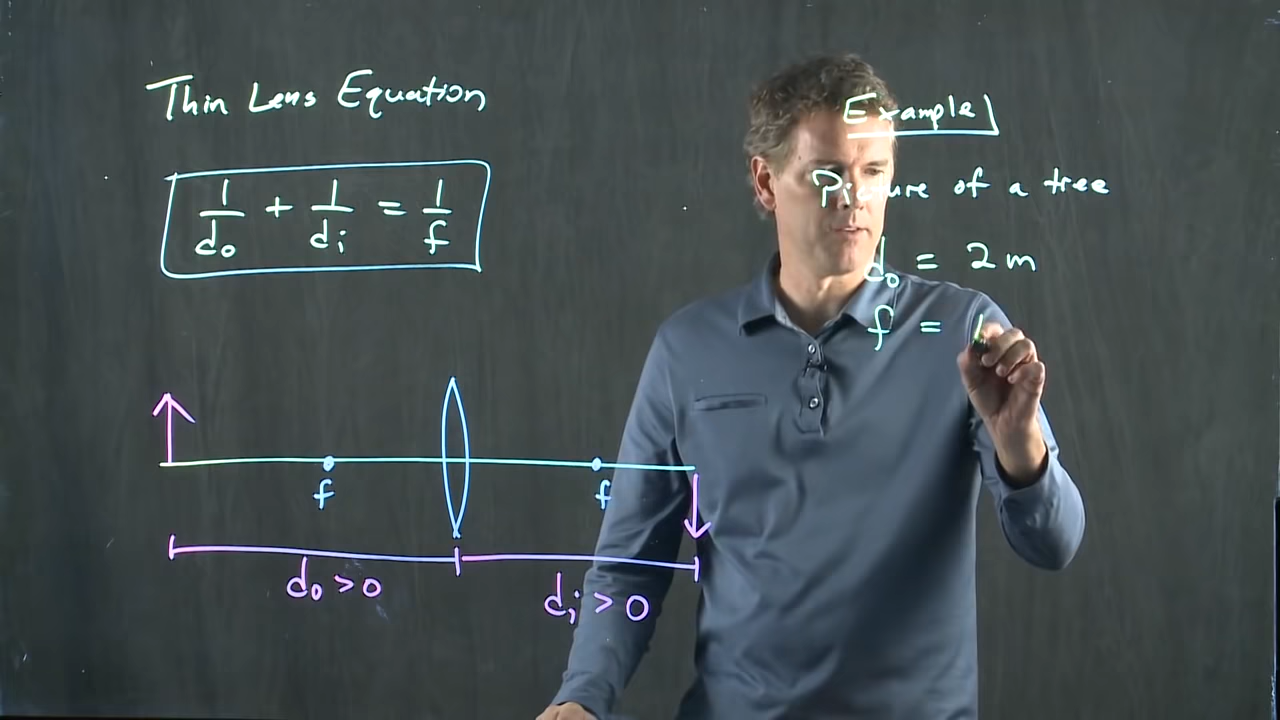 Thin Lens Equation
1/do + 1/di = 1/f
f
f
do > 0
di > 0
Example
Picture of a tree
do = 2 m
f =